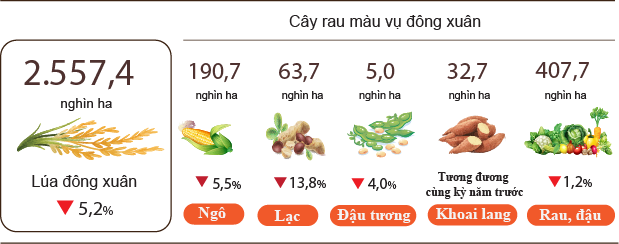 Cây rau màu vụ đông xuân
2.557,4
nghìn ha
Lúa đông xuân
▼ 5,2%
190,7
nghìn ha
▼ 5,5%
Ngô
63,7
nghìn ha
▼ 13,8%
Lạc
5,0
nghìn ha
▼ 4,0%
Đậu tương
32,7
nghìn ha
Tương đương
cùng kỳ năm trước
Khoai lang
407,7
nghìn ha
▼ 1,2%
Rau, đậu